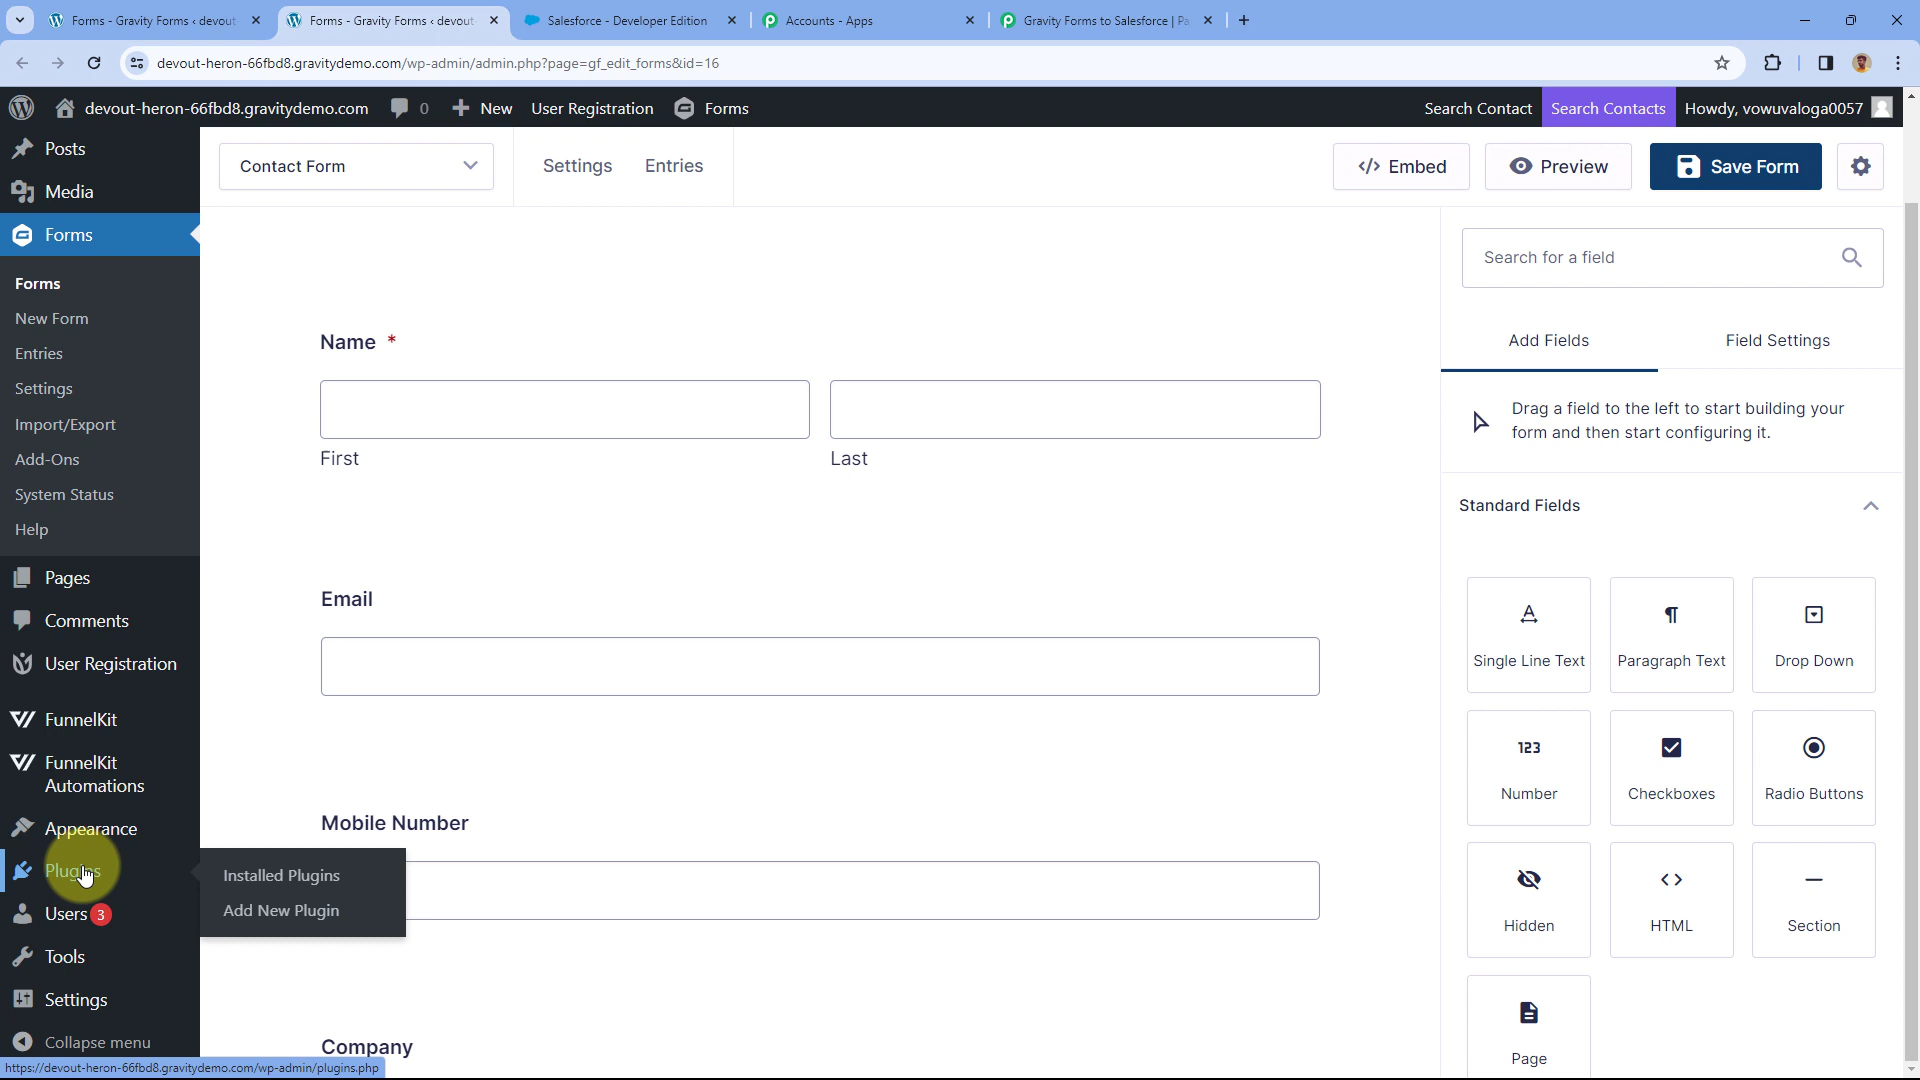 Forms - Gravity Forms ‹ devout
Forms - Gravity Forms ‹ devout
Salesforce - Developer Edition
Accounts - Apps
Gravity Forms to Salesforce | Pa
devout-heron-66fbd8.gravitydemo.com/wp-admin/admin.php?page=gf_edit_forms&id=16
devout-heron-66fbd8.gravitydemo.com
0
New
User Registration
Forms
Search Contact
Search Contacts
Howdy, vowuvaloga0057
Posts
Media
Forms
Forms
New Form
Entries
Settings
Import/Export
Add-Ons
System Status
Help
Pages
Comments
User Registration
FunnelKit
FunnelKit
Automations
Appearance
Plugins
Installed Plugins
Add New Plugin
Users 3
Tools
Settings
Collapse menu
https://devout-heron-66fbd8.gravitydemo.com/wp-admin/plugins.php
Contact Form
Settings
Entries
</> Embed
Preview
Save Form
Name *
First
Last
Email
Mobile Number
Company
Search for a field
Add Fields
Field Settings
Drag a field to the left to start building your
form and then start configuring it.
Standard Fields
Single Line Text
Paragraph Text
Drop Down
123
Number
Checkboxes
Radio Buttons
Hidden
HTML
Section
Page